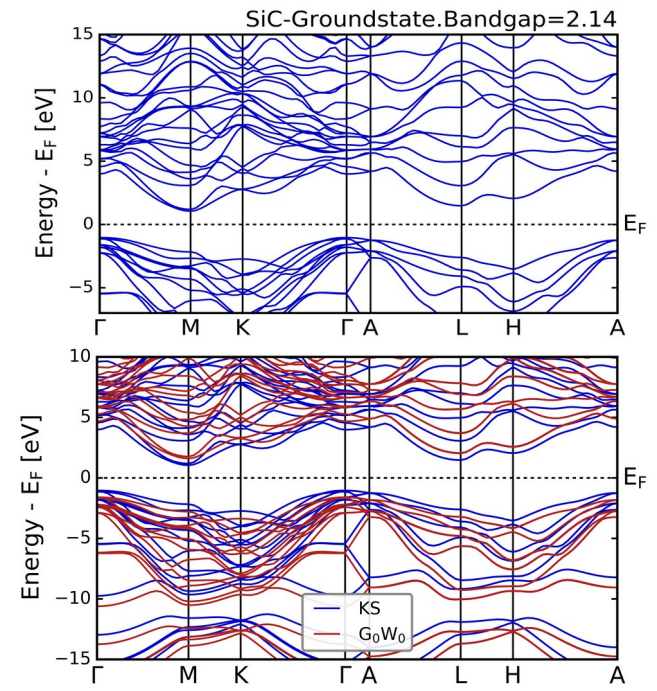 SiC-Groundstate.Bandgap=2.14
15
10
5
0
−5
Energy - E_F [eV]
E_F
Γ M K Γ A L H A
10
5
0
−5
−10
−15
Energy - E_F [eV]
E_F
KS
G₀W₀
Γ M K Γ A L H A